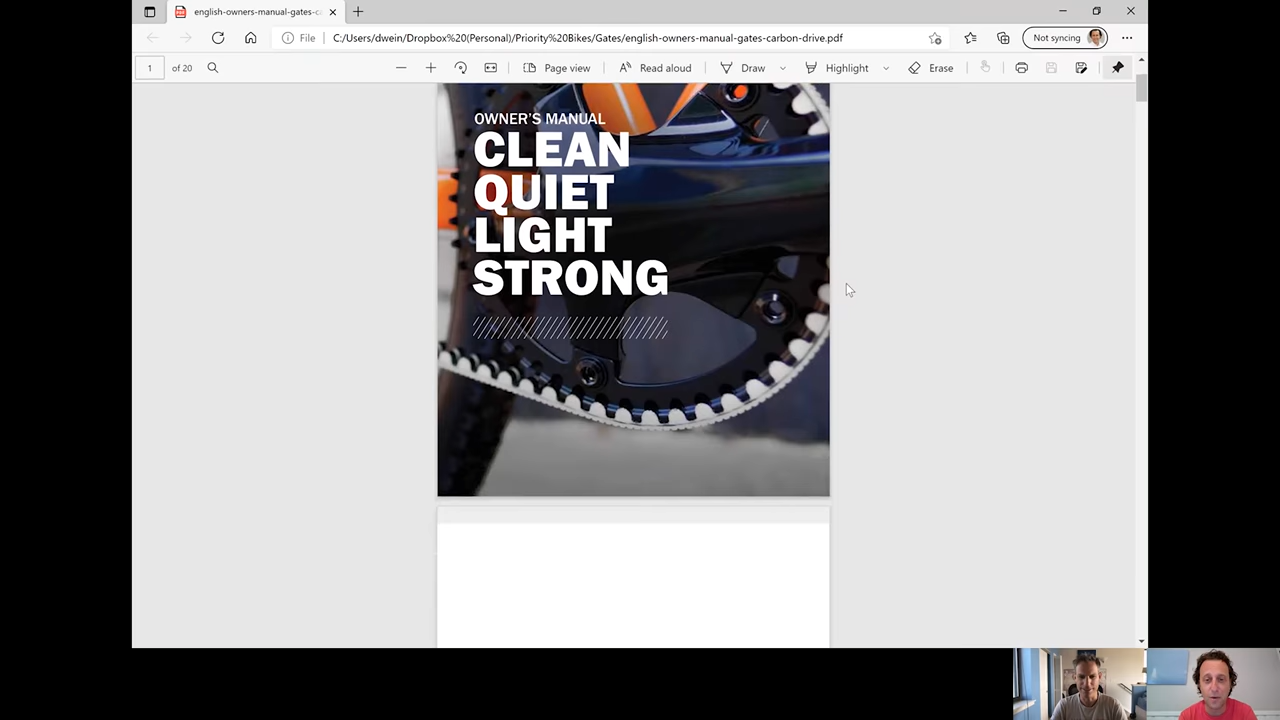 english-owners-manual-gates-c
File
C:/Users/dwein/Dropbox%20(Personal)/Priority%20Bikes/Gates/english-owners-manual-gates-carbon-drive.pdf
Not syncing
1 of 20
Page view
Read aloud
Draw
Highlight
Erase
OWNER'S MANUAL
CLEAN
QUIET
LIGHT
STRONG